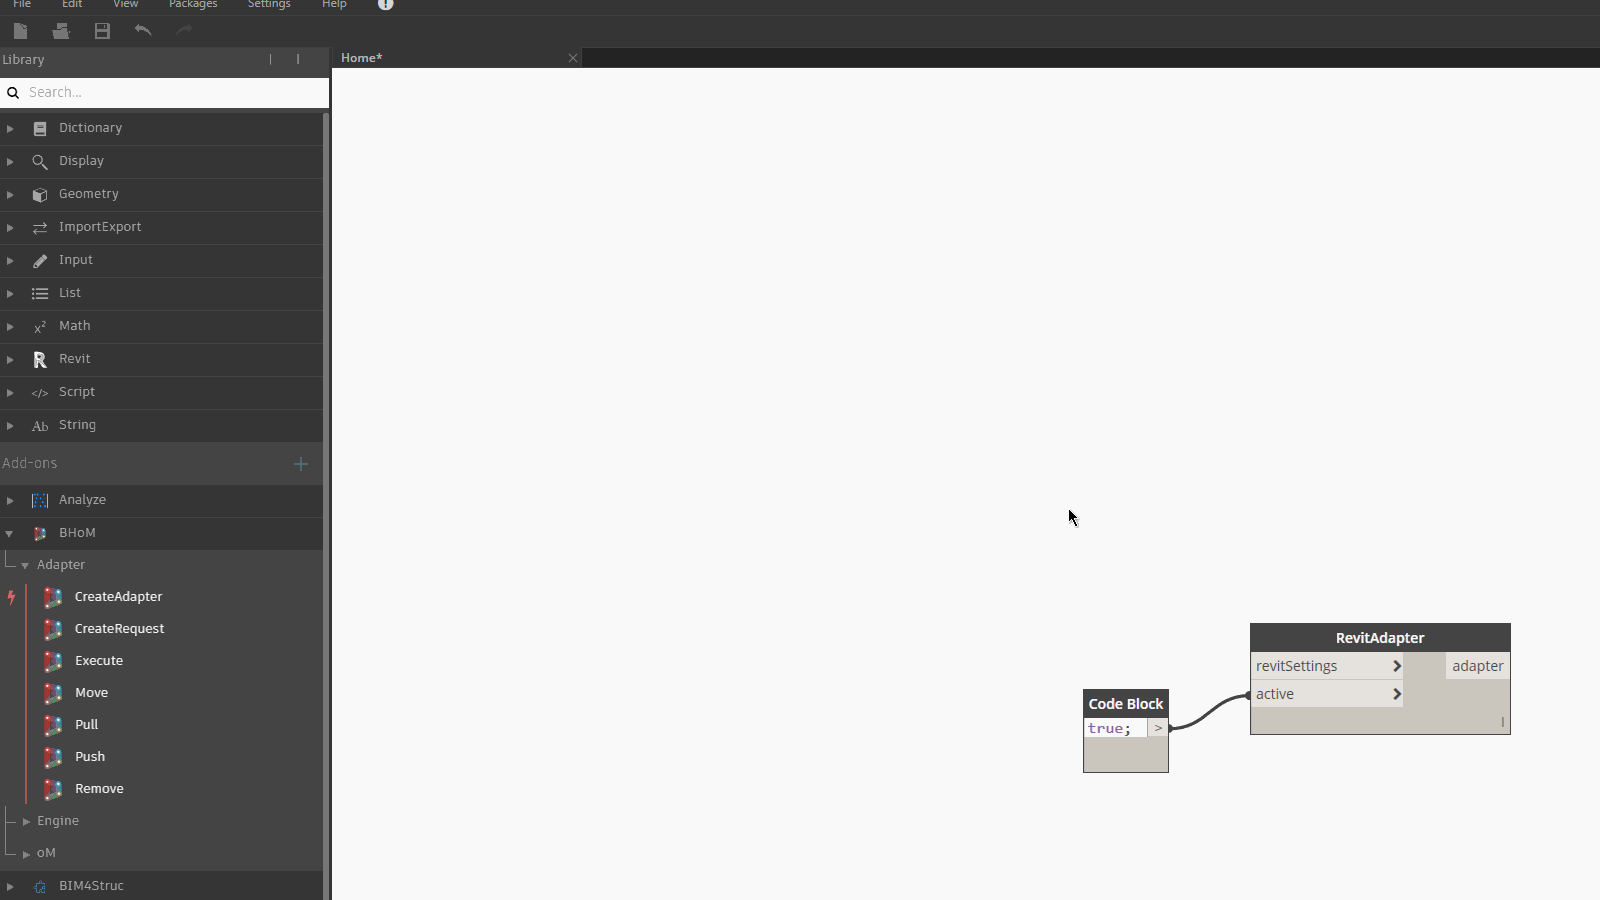 File Edit View Packages Settings Help !
Library
Home*
Search...
Dictionary
Display
Geometry
ImportExport
Input
List
x² Math
R Revit
</> Script
Ab String
Add-ons
Analyze
BHoM
Adapter
CreateAdapter
CreateRequest
Execute
Move
Pull
Push
Remove
Engine
oM
BIM4Struc
RevitAdapter
revitSettings adapter
active
Code Block
true; >